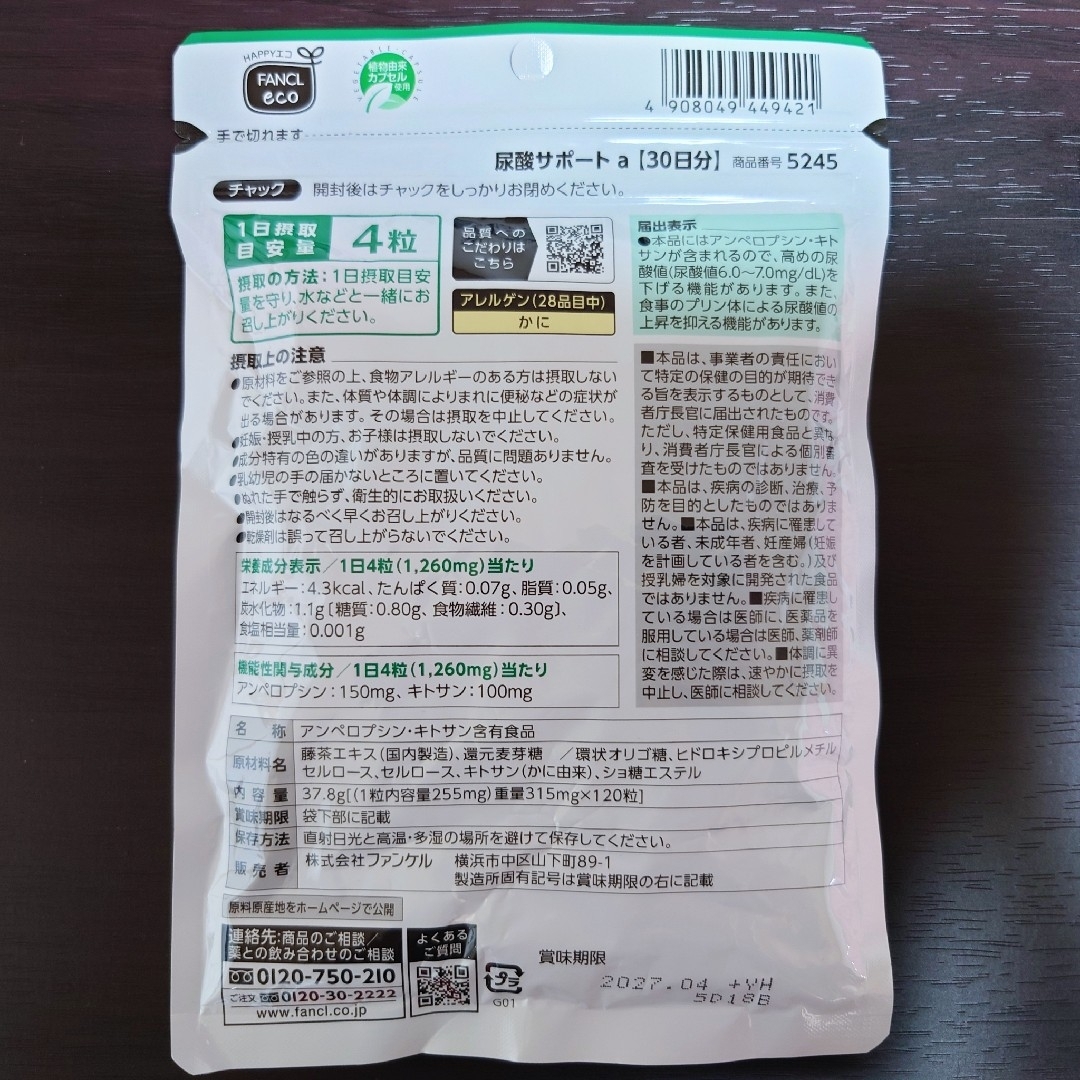 HAPPYエコ
FANCL
eco
VEGETABLE CAPSULE
植物由来
カプセル
使用
4 908049 449421
手で切れます
尿酸サポート a【30日分】 商品番号 5245
チャック 開封後はチャックをしっかりお閉めください。
1日摂取
目安量 4粒
摂取の方法:1日摂取目安
量を守り、水などと一緒にお
召し上がりください。
品質への
こだわりは
こちら
アレルゲン(28品目中)
かに
届出表示
●本品にはアンペロプシン・キト
サンが含まれるので、高めの尿
酸値(尿酸値6.0〜7.0mg/dL)を
下げる機能があります。また、
食事のプリン体による尿酸値の
上昇を抑える機能があります。
摂取上の注意
●原材料をご参照の上、食物アレルギーのある方は摂取しない
でください。また、体質や体調によりまれに便秘などの症状が
出る場合があります。その場合は摂取を中止してください。
●妊娠・授乳中の方、お子様は摂取しないでください。
●成分特有の色の違いがありますが、品質に問題ありません。
●乳幼児の手の届かないところに置いてください。
●ぬれた手で触らず、衛生的にお取扱いください。
●開封後はなるべく早くお召し上がりください。
●乾燥剤は誤って召し上がらないでください。
■本品は、事業者の責任におい
て特定の保健の目的が期待でき
る旨を表示するものとして、消費
者庁長官に届出されたものです。
ただし、特定保健用食品と異な
り、消費者庁長官による個別審
査を受けたものではありません。
■本品は、疾病の診断、治療、予
防を目的としたものではありま
せん。■本品は、疾病に罹患して
いる者、未成年者、妊産婦(妊娠
を計画している者を含む。)及び
授乳婦を対象に開発された食品
ではありません。■疾病に罹患し
ている場合は医師に、医薬品を
服用している場合は医師、薬剤師
に相談してください。■体調に異
変を感じた際は、速やかに摂取を
中止し、医師に相談してください。
栄養成分表示/1日4粒(1,260mg)当たり
エネルギー:4.3kcal、たんぱく質:0.07g、脂質:0.05g、
炭水化物:1.1g〔糖質:0.80g、食物繊維:0.30g〕、
食塩相当量:0.001g
機能性関与成分/1日4粒(1,260mg)当たり
アンペロプシン:150mg、キトサン:100mg
名 称 アンペロプシン・キトサン含有食品
原材料名 藤茶エキス(国内製造)、還元麦芽糖 /環状オリゴ糖、ヒドロキシプロピルメチル
セルロース、セルロース、キトサン(かに由来)、ショ糖エステル
内容量 37.8g[(1粒内容量255mg)重量315mg×120粒]
賞味期限 袋下部に記載
保存方法 直射日光と高温・多湿の場所を避けて保存してください。
販売者 株式会社ファンケル 横浜市中区山下町89-1
製造所固有記号は賞味期限の右に記載
原料原産地をホームページで公開
連絡先:商品のご相談/
薬との飲み合わせのご相談
0120-750-210
ご注文 0120-30-2222
www.fancl.co.jp
よくある
ご質問
プラ
G01
賞味期限
2027.04 +YH
5D18B